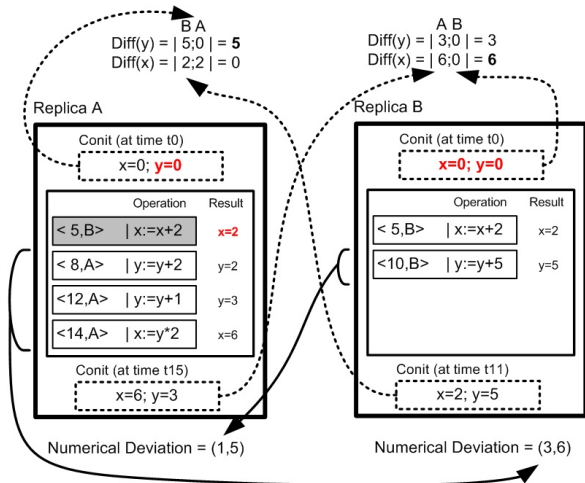 B A
Diff(y) = | 5;0 | = 5
Diff(x) = | 2;2 | = 0
A B
Diff(y) = | 3;0 | = 3
Diff(x) = | 6;0 | = 6
Replica A
Conit (at time t0)
x=0; y=0
Operation Result
< 5,B> | x:=x+2 x=2
< 8,A> | y:=y+2 y=2
<12,A> | y:=y+1 y=3
<14,A> | x:=y*2 x=6
Conit (at time t15)
x=6; y=3
Numerical Deviation = (1,5)
Replica B
Conit (at time t0)
x=0; y=0
Operation Result
< 5,B> | x:=x+2 x=2
<10,B> | y:=y+5 y=5
Conit (at time t11)
x=2; y=5
Numerical Deviation = (3,6)